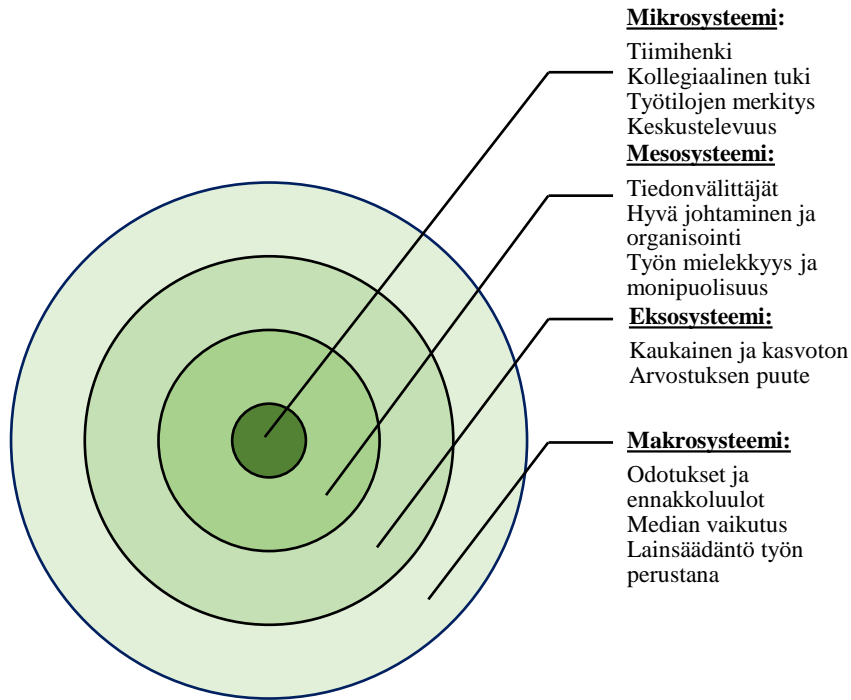 Mikrosysteemi:
Tiimihenki
Kollegiaalinen tuki
Työtilojen merkitys
Keskustelevuus
Mesosysteemi:
Tiedonvälittäjät
Hyvä johtaminen ja
organisointi
Työn mielekkyys ja
monipuolisuus
Eksosysteemi:
Kaukainen ja kasvoton
Arvostuksen puute
Makrosysteemi:
Odotukset ja
ennakkoluulot
Median vaikutus
Lainsäädäntö työn
perustana